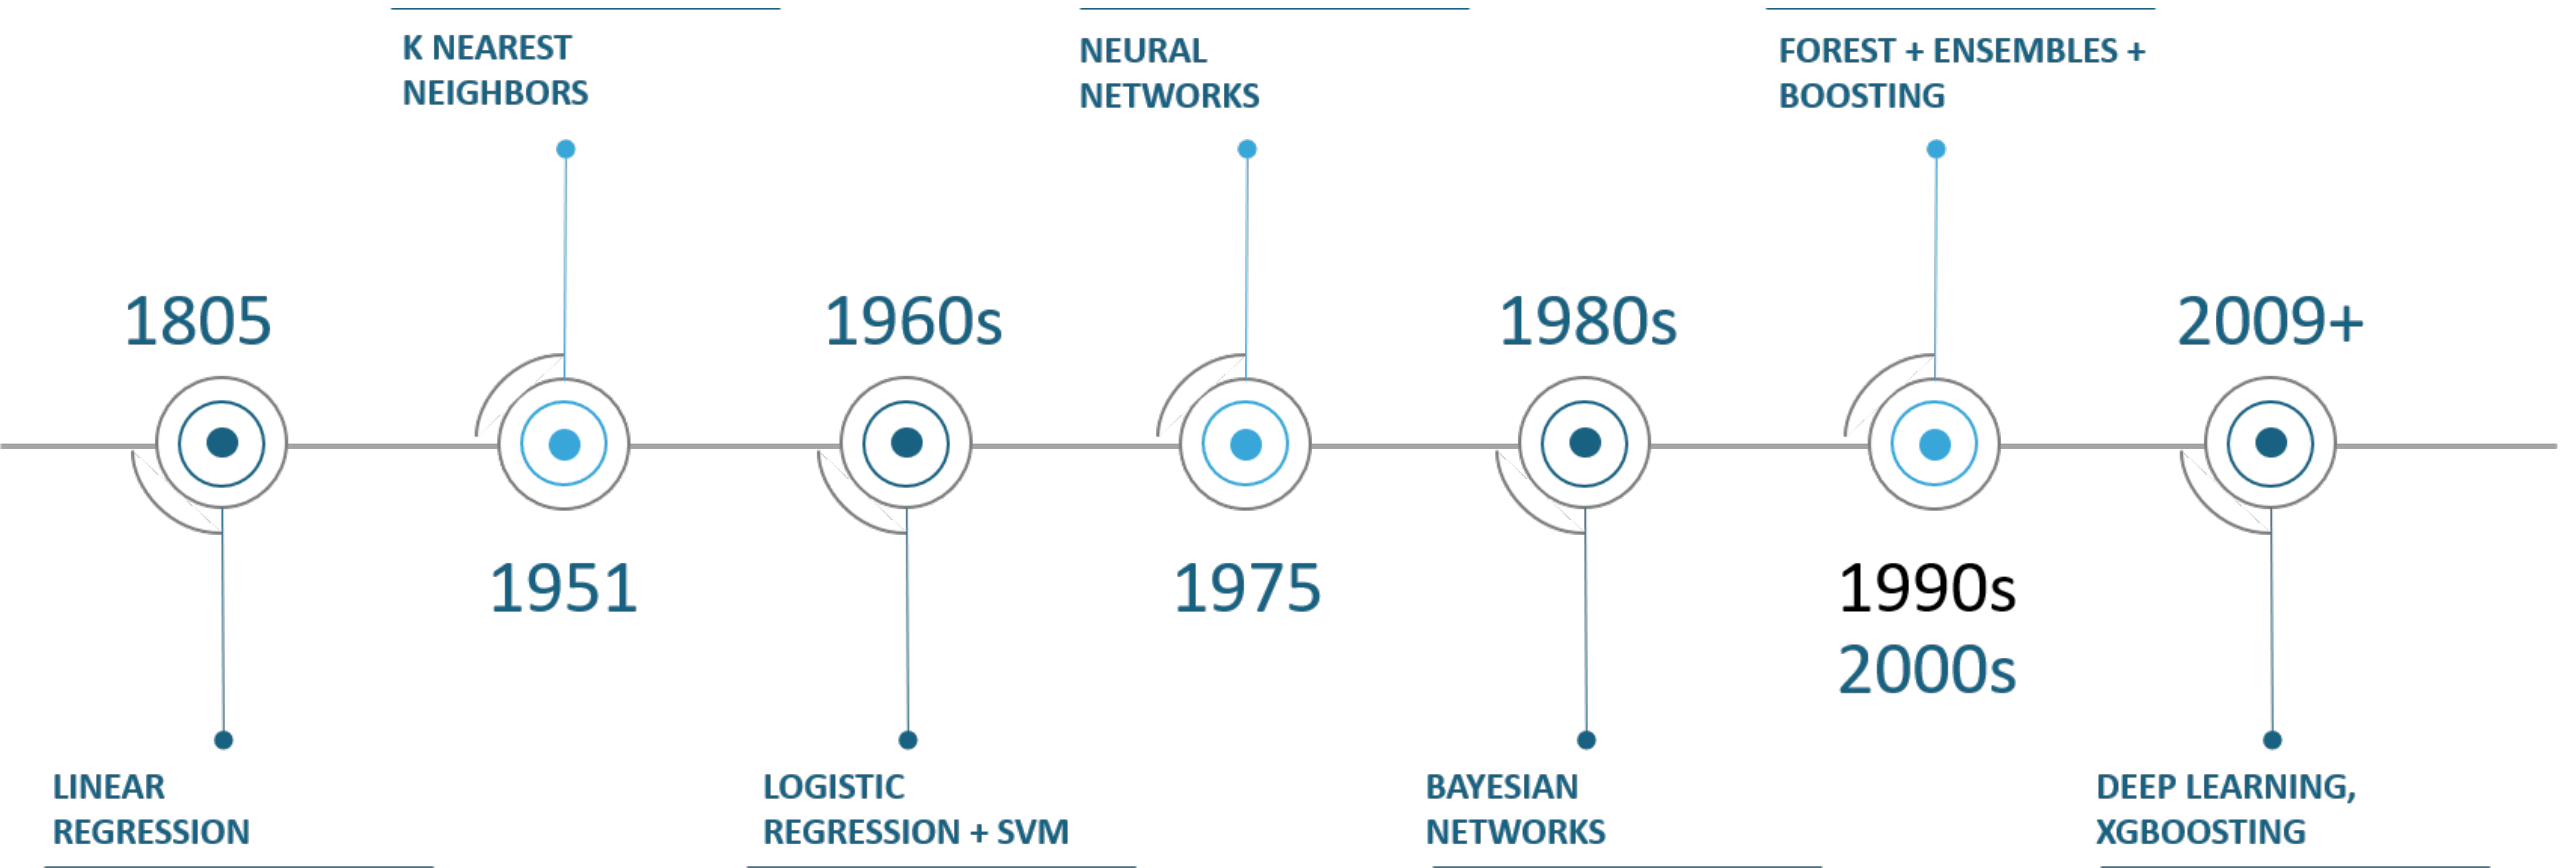 K NEAREST
NEIGHBORS
NEURAL
NETWORKS
FOREST + ENSEMBLES +
BOOSTING
1805
1960s
1980s
2009+
1951
1975
1990s
2000s
LINEAR
REGRESSION
LOGISTIC
REGRESSION + SVM
BAYESIAN
NETWORKS
DEEP LEARNING,
XGBOOSTING